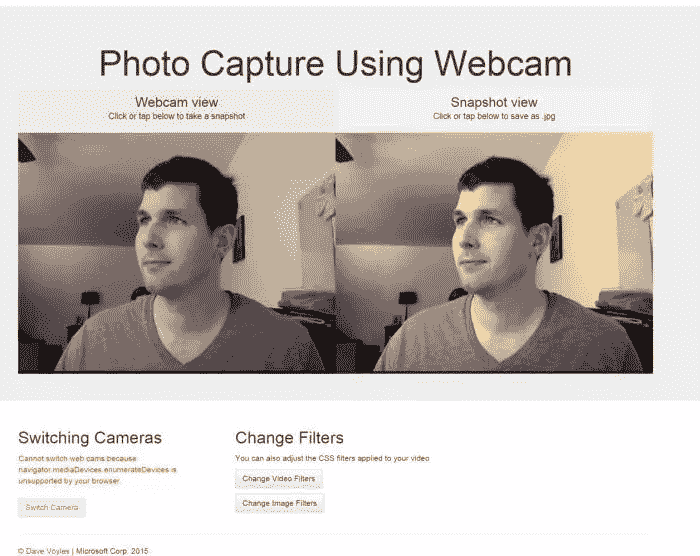 Photo Capture Using Webcam
Webcam view
Click or tap below to take a snapshot
Snapshot view
Click or tap below to save as .jpg
Switching Cameras
Cannot switch web cams because
navigator.mediaDevices.enumerateDevices is
unsupported by your browser.
Switch Camera
Change Filters
You can also adjust the CSS filters applied to your video
Change Video Filters
Change Image Filters
© Dave Voyles | Microsoft Corp. 2015